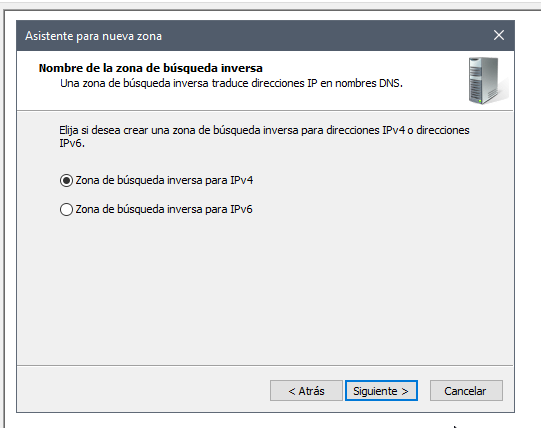 Asistente para nueva zona
Nombre de la zona de búsqueda inversa
Una zona de búsqueda inversa traduce direcciones IP en nombres DNS.
Elija si desea crear una zona de búsqueda inversa para direcciones IPv4 o direcciones
IPv6.
Zona de búsqueda inversa para IPv4
Zona de búsqueda inversa para IPv6
< Atrás
Siguiente >
Cancelar